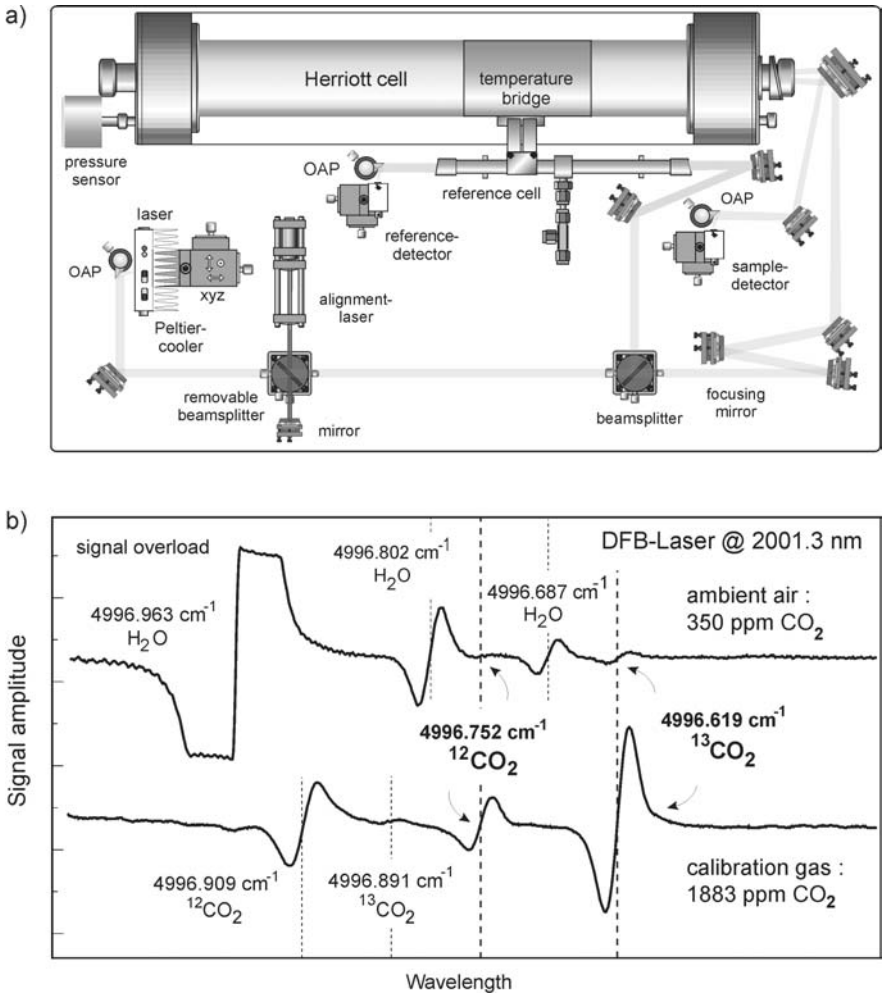 a)
Herriott cell
temperature
bridge
pressure
sensor
OAP
reference cell
laser
reference-
detector
OAP
OAP
xyz
alignment-
laser
sample-
detector
Peltier-
cooler
removable
beamsplitter
mirror
beamsplitter
focusing
mirror
b)
signal overload
4996.802 cm⁻¹
H₂O
DFB-Laser @ 2001.3 nm
4996.963 cm⁻¹
H₂O
4996.687 cm⁻¹
H₂O
ambient air :
350 ppm CO₂
Signal amplitude
4996.752 cm⁻¹
¹²CO₂
4996.619 cm⁻¹
¹³CO₂
4996.909 cm⁻¹
¹²CO₂
4996.891 cm⁻¹
¹³CO₂
calibration gas :
1883 ppm CO₂
Wavelength